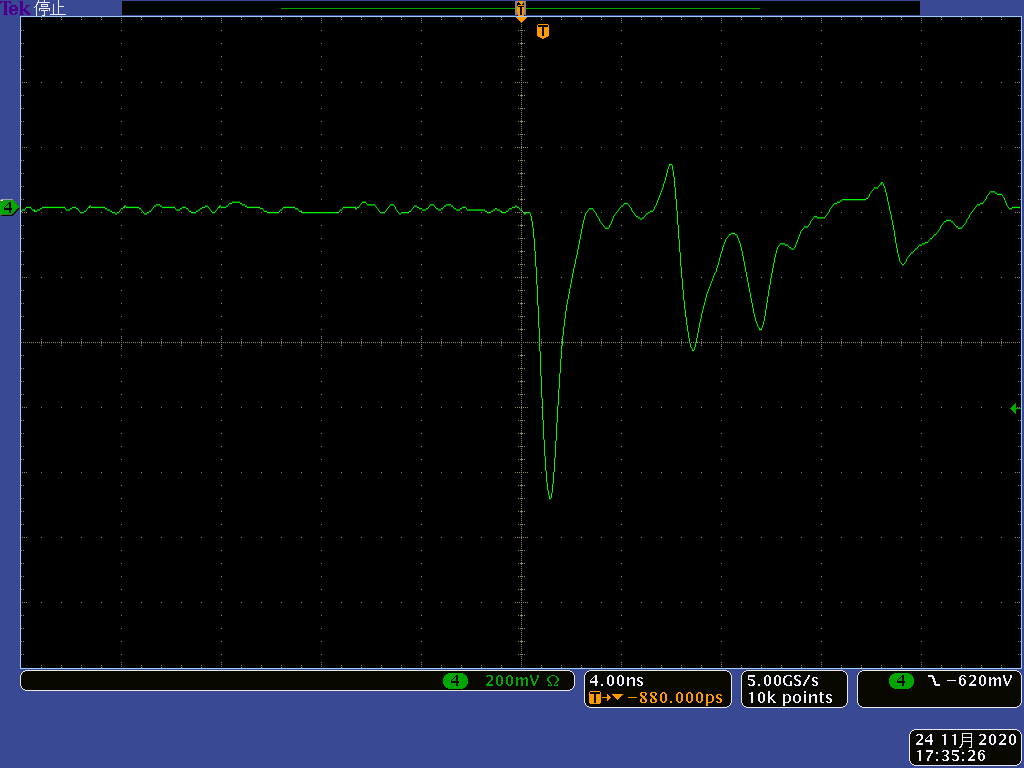 Tek 停止
T
T
4
4 200mV Ω
4.00ns
T→▼−880.000ps
5.00GS/s
10k points
4 −620mV
24 11月 2020
17:35:26